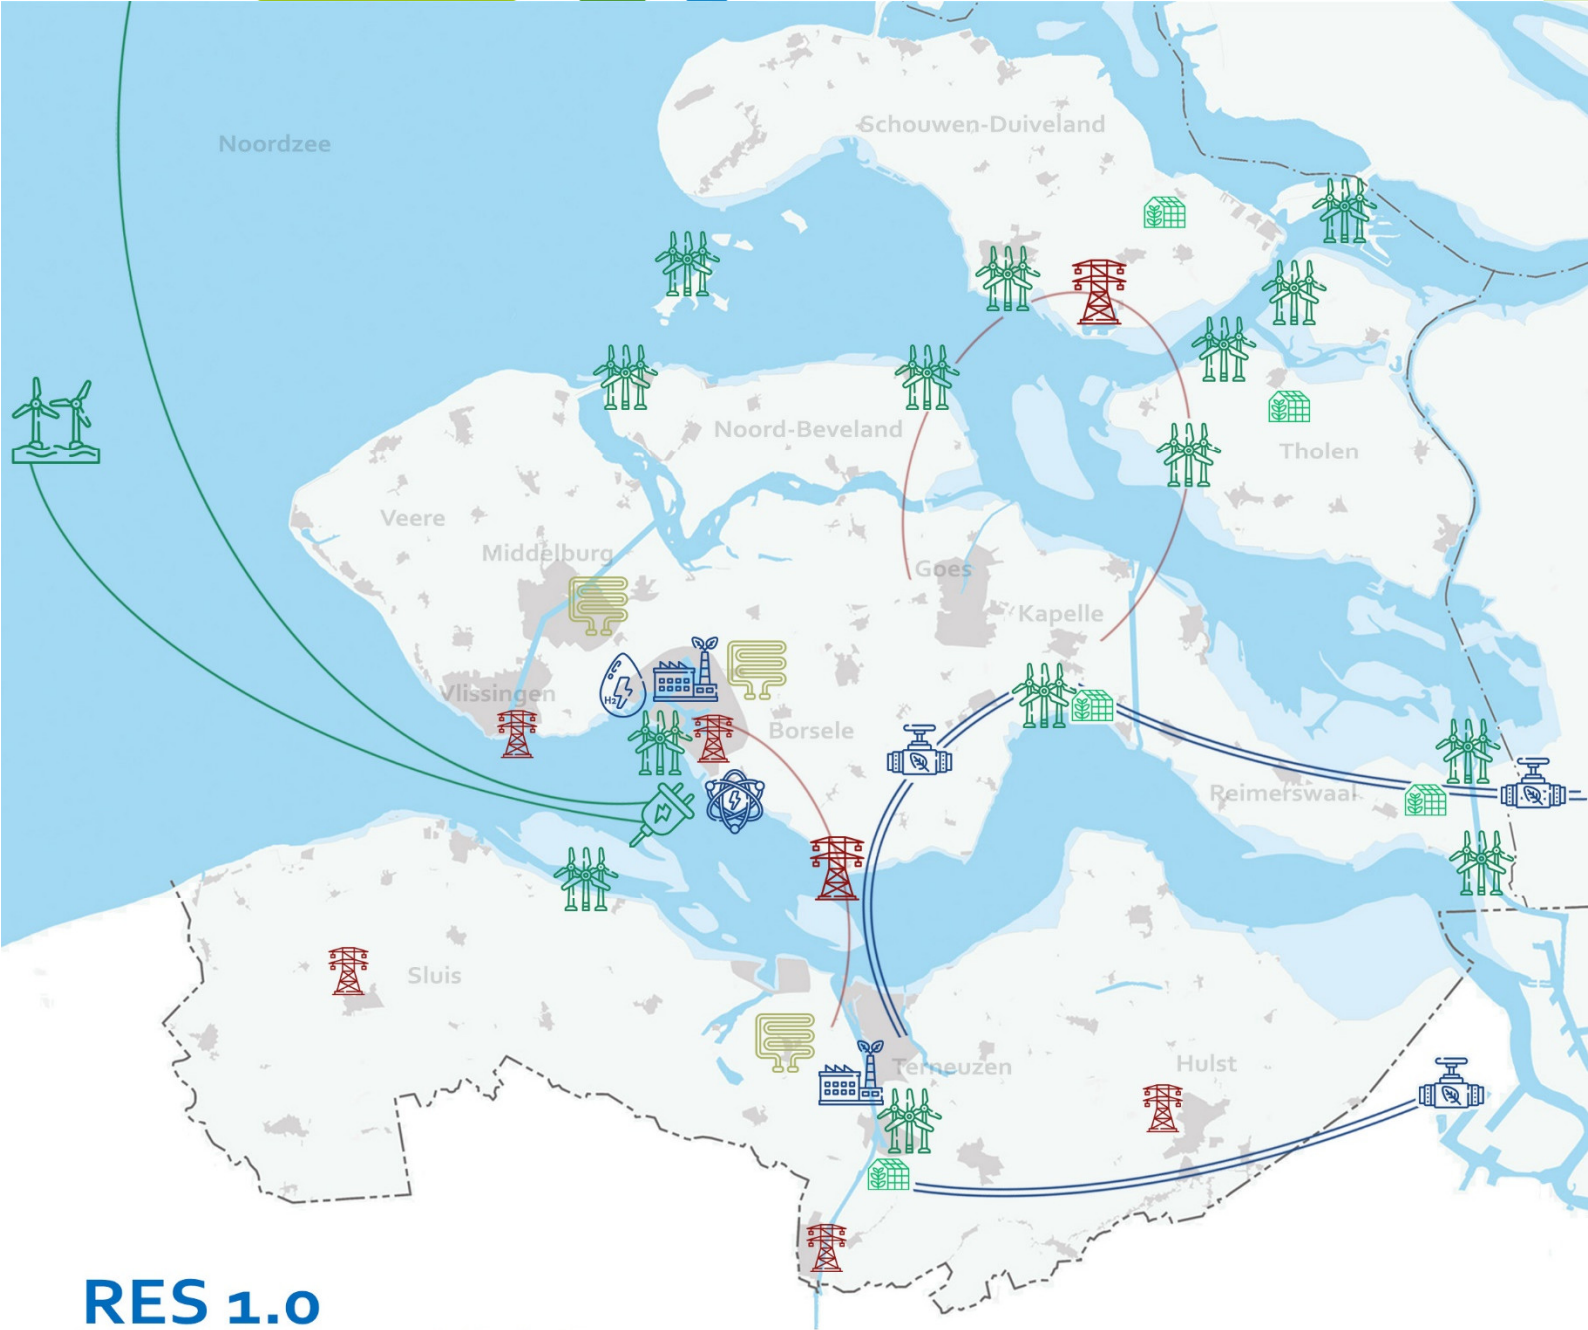 Schouwen-Duiveland
Noordzee
Noord-Beveland
Tholen
Veere
Middelburg
Goes
Kapelle
Vlissingen
H2
Borsele
Reimerswaal
Sluis
Terneuzen
Hulst
RES 1.0